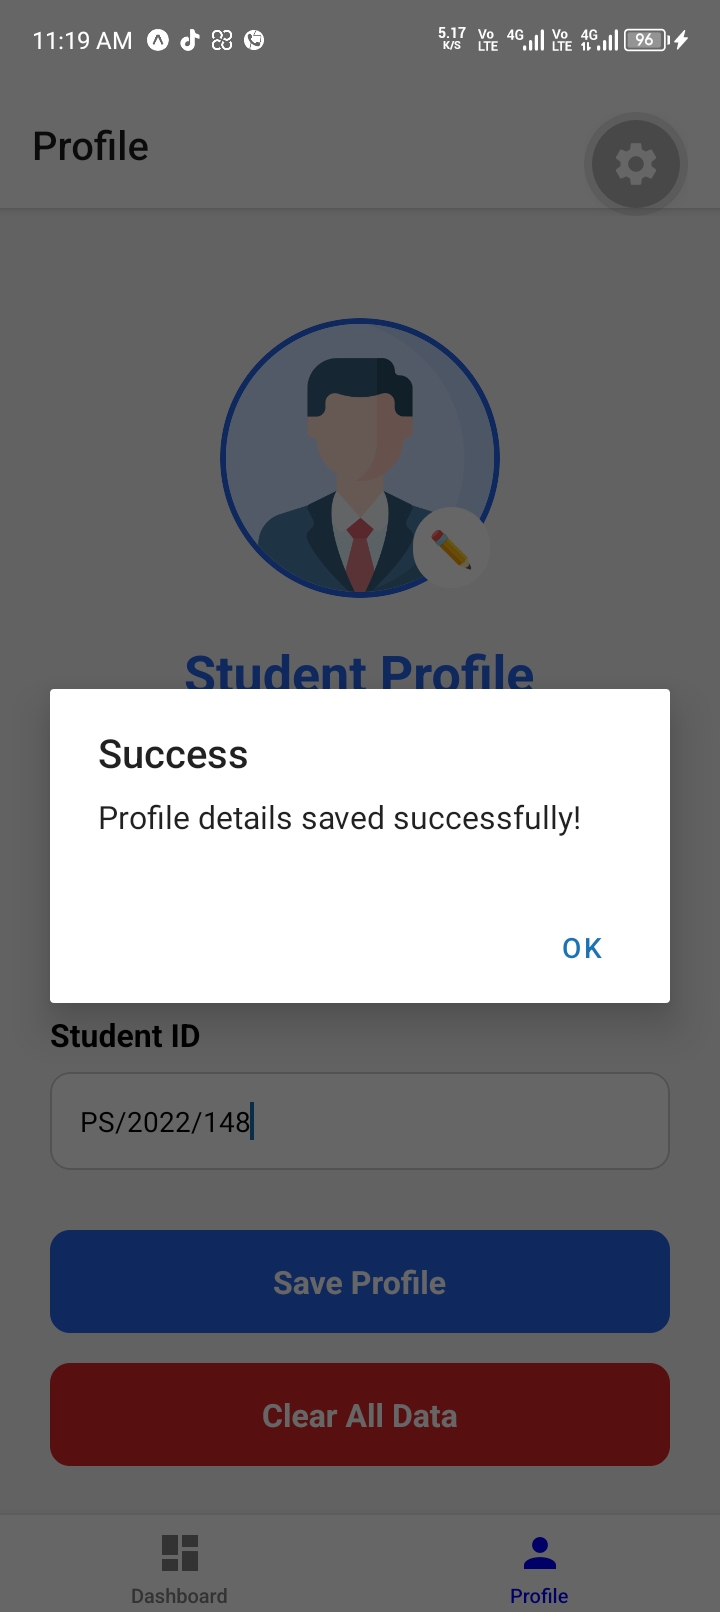 11:19 AM
5.17 K/S Vo LTE 4G Vo LTE 4G 96
Profile
Student Profile
Success
Profile details saved successfully!
OK
Student ID
PS/2022/148
Save Profile
Clear All Data
Dashboard Profile